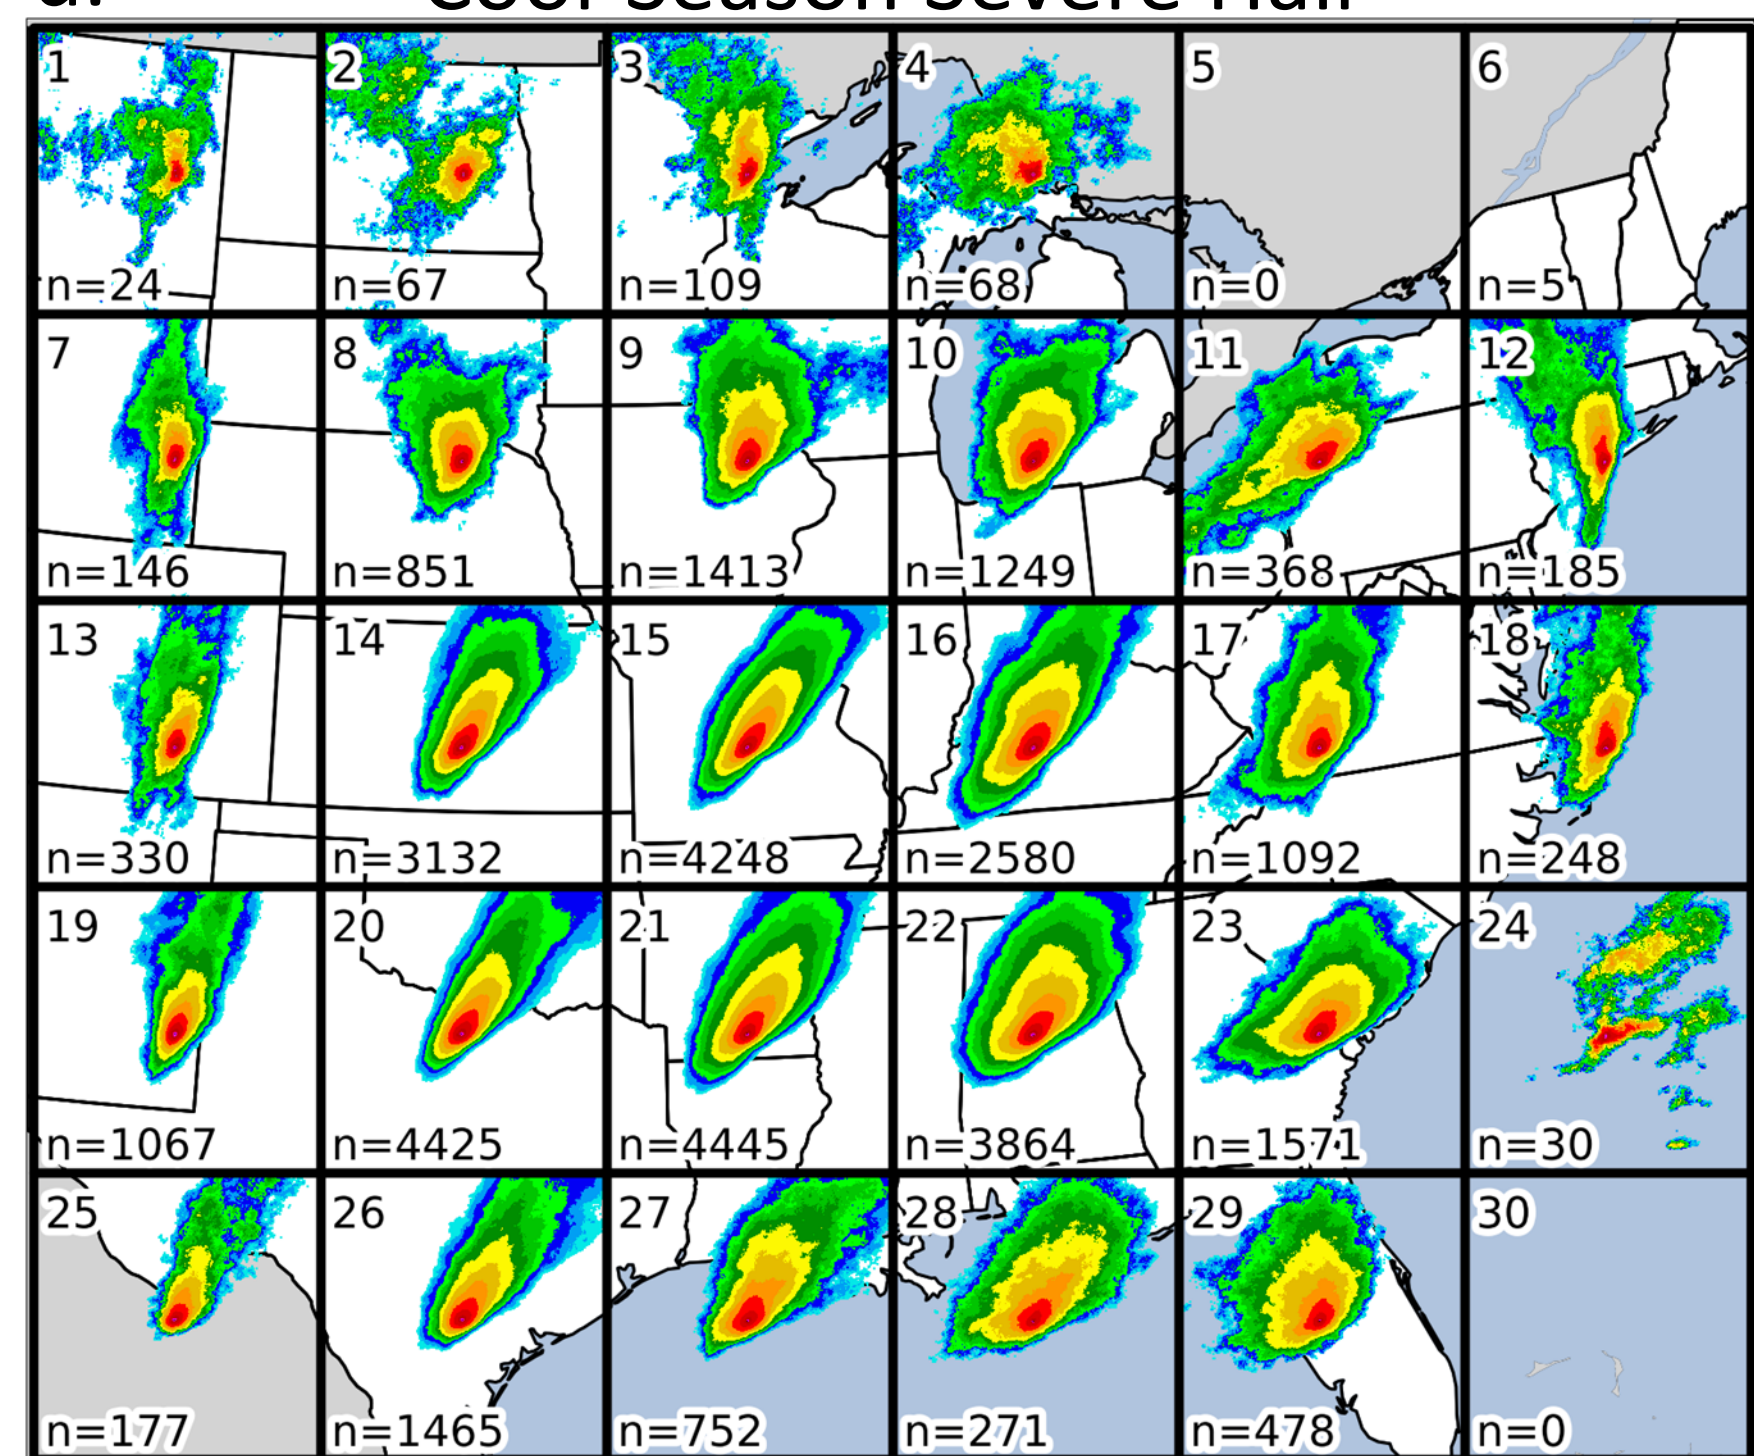 Cool Season Severe Hail
1 2 3 4 5 6
n=24 n=67 n=109 n=68 n=0 n=5
7 8 9 10 11 12
n=146 n=851 n=1413 n=1249 n=368 n=185
13 14 15 16 17 18
n=330 n=3132 n=4248 n=2580 n=1092 n=248
19 20 21 22 23 24
n=1067 n=4425 n=4445 n=3864 n=1571 n=30
25 26 27 28 29 30
n=177 n=1465 n=752 n=271 n=478 n=0